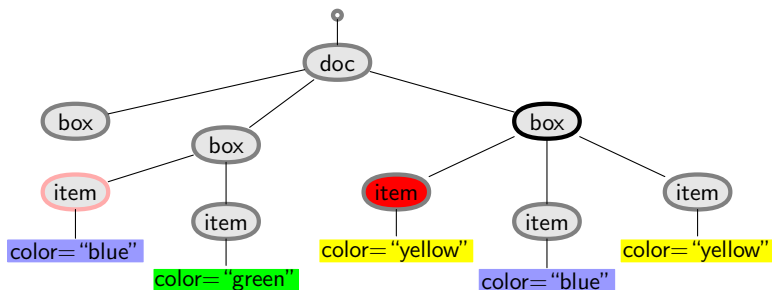 doc
box
box
box
item
item
item
item
item
color=“blue”
color=“green”
color=“yellow”
color=“blue”
color=“yellow”